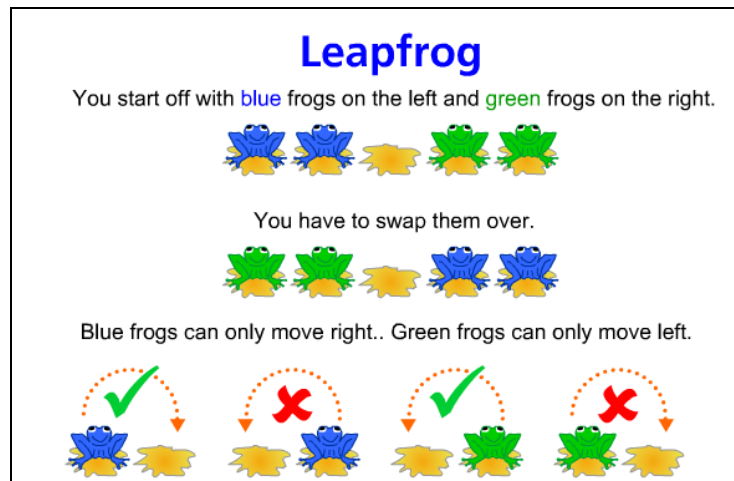 Leapfrog
You start off with blue frogs on the left and green frogs on the right.
You have to swap them over.
Blue frogs can only move right.. Green frogs can only move left.